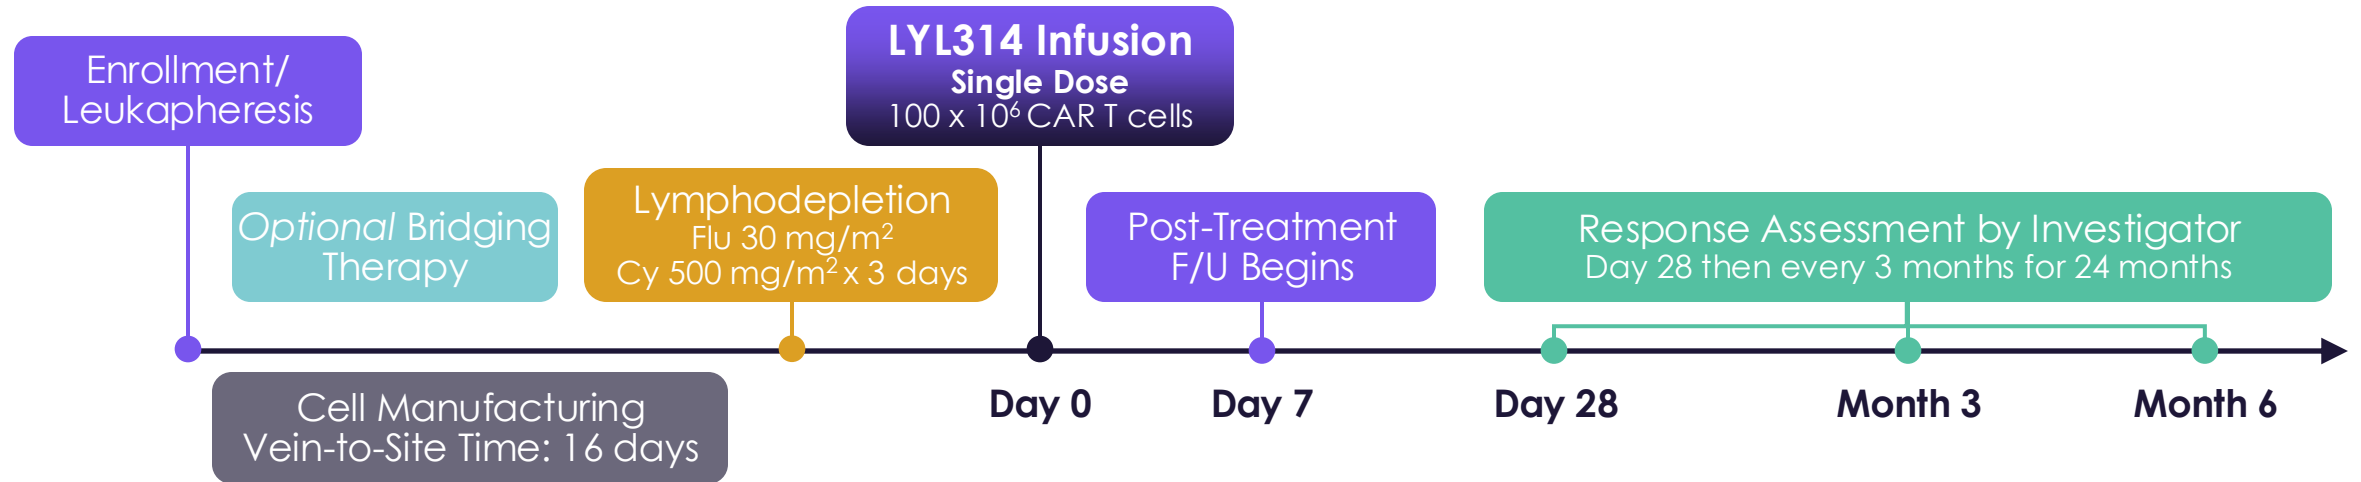 Enrollment/
Leukapheresis
Optional Bridging
Therapy
Cell Manufacturing
Vein-to-Site Time: 16 days
Lymphodepletion
Flu 30 mg/m²
Cy 500 mg/m² x 3 days
LYL314 Infusion
Single Dose
100 x 10⁶ CAR T cells
Post-Treatment
F/U Begins
Response Assessment by Investigator
Day 28 then every 3 months for 24 months
Day 0
Day 7
Day 28
Month 3
Month 6